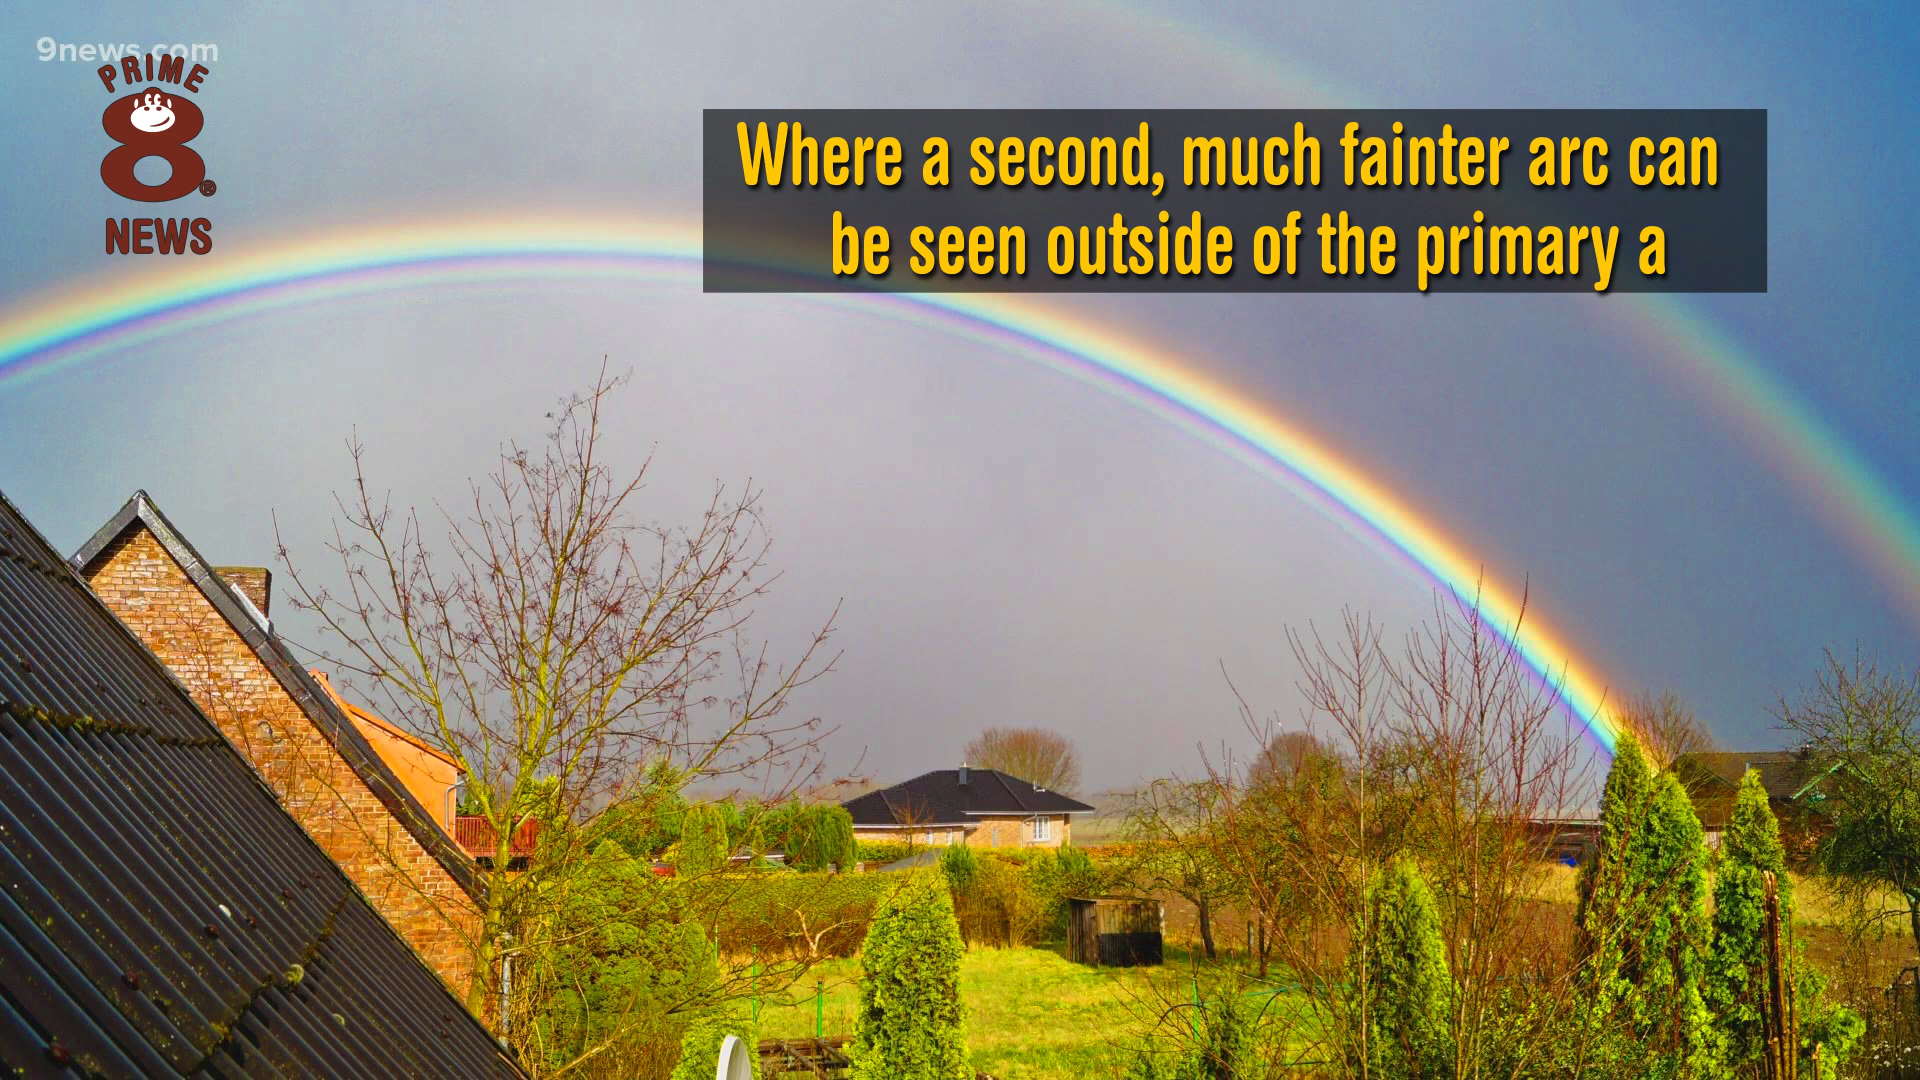 9news.com
PRIME
8®
NEWS
Where a second, much fainter arc can
be seen outside of the primary a